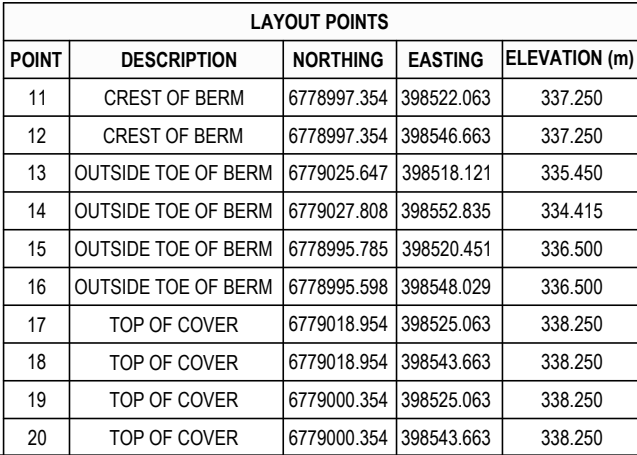 LAYOUT POINTS
POINT DESCRIPTION NORTHING EASTING ELEVATION (m)
11 CREST OF BERM 6778997.354 398522.063 337.250
12 CREST OF BERM 6778997.354 398546.663 337.250
13 OUTSIDE TOE OF BERM 6779025.647 398518.121 335.450
14 OUTSIDE TOE OF BERM 6779027.808 398552.835 334.415
15 OUTSIDE TOE OF BERM 6778995.785 398520.451 336.500
16 OUTSIDE TOE OF BERM 6778995.598 398548.029 336.500
17 TOP OF COVER 6779018.954 398525.063 338.250
18 TOP OF COVER 6779018.954 398543.663 338.250
19 TOP OF COVER 6779000.354 398525.063 338.250
20 TOP OF COVER 6779000.354 398543.663 338.250